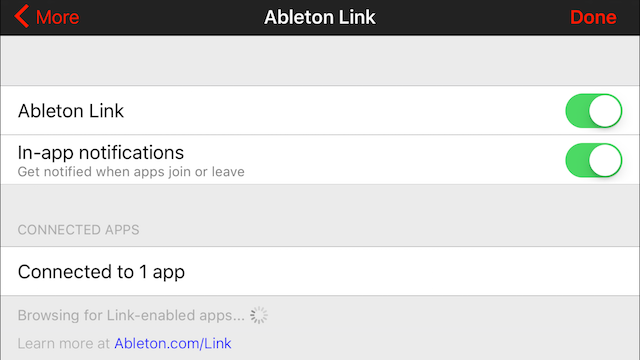 More
Ableton Link
Done
Ableton Link
In-app notifications
Get notified when apps join or leave
CONNECTED APPS
Connected to 1 app
Browsing for Link-enabled apps...
Learn more at Ableton.com/Link